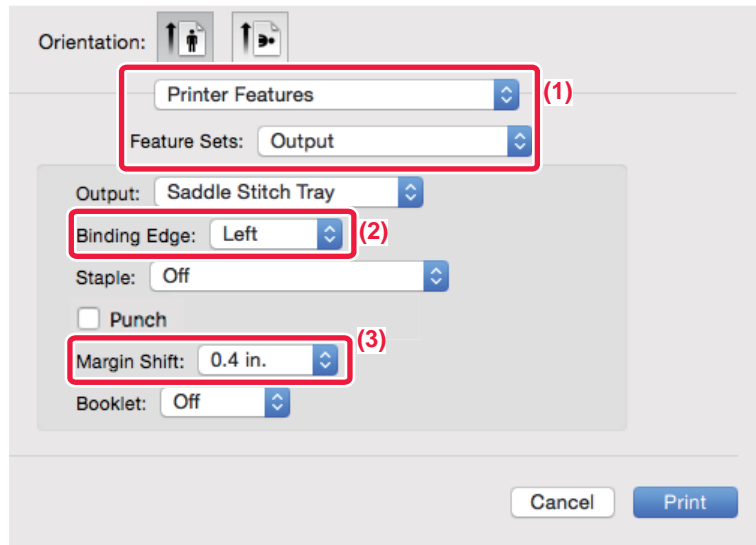 Orientation:
Printer Features
(1)
Feature Sets: Output
Output: Saddle Stitch Tray
Binding Edge: Left
(2)
Staple: Off
Punch
(3)
Margin Shift: 0.4 in.
Booklet: Off
Cancel Print